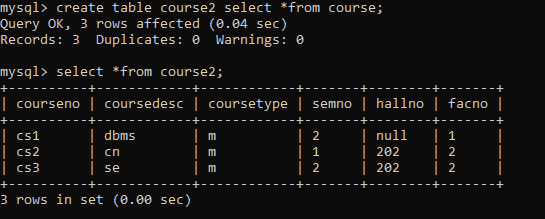 mysql> create table course2 select *from course;
Query OK, 3 rows affected (0.04 sec)
Records: 3  Duplicates: 0  Warnings: 0

mysql> select *from course2;
+----------+------------+------------+-------+--------+-------+
| courseno | coursedesc | coursetype | semno | hallno | facno |
+----------+------------+------------+-------+--------+-------+
| cs1      | dbms       | m          | 2     | null   | 1     |
| cs2      | cn         | m          | 1     | 202    | 2     |
| cs3      | se         | m          | 2     | 202    | 2     |
+----------+------------+------------+-------+--------+-------+
3 rows in set (0.00 sec)